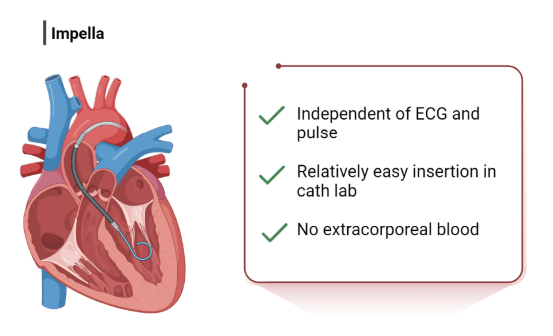 Impella
Independent of ECG and
pulse
Relatively easy insertion in
cath lab
No extracorporeal blood